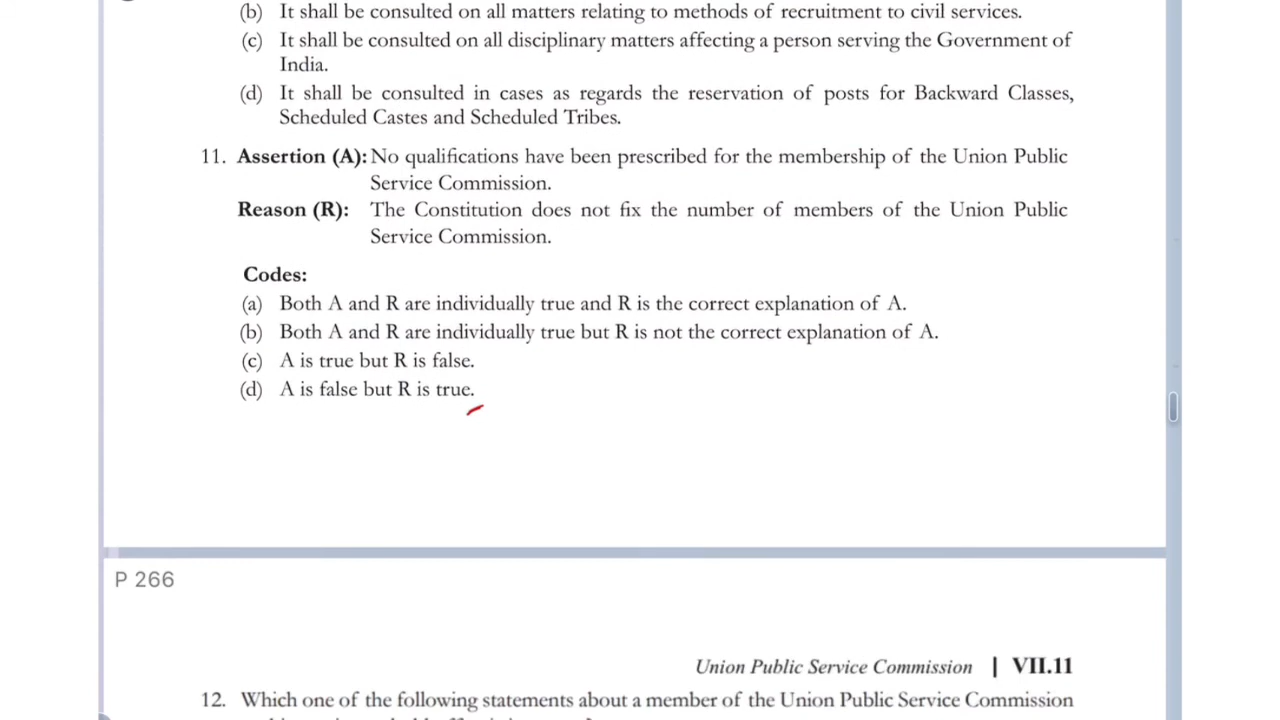 (b) It shall be consulted on all matters relating to methods of recruitment to civil services.
(c) It shall be consulted on all disciplinary matters affecting a person serving the Government of
India.
(d) It shall be consulted in cases as regards the reservation of posts for Backward Classes,
Scheduled Castes and Scheduled Tribes.
11. Assertion (A): No qualifications have been prescribed for the membership of the Union Public
Service Commission.
Reason (R): The Constitution does not fix the number of members of the Union Public
Service Commission.
Codes:
(a) Both A and R are individually true and R is the correct explanation of A.
(b) Both A and R are individually true but R is not the correct explanation of A.
(c) A is true but R is false.
(d) A is false but R is true.
P 266
Union Public Service Commission | VII.11
12. Which one of the following statements about a member of the Union Public Service Commission